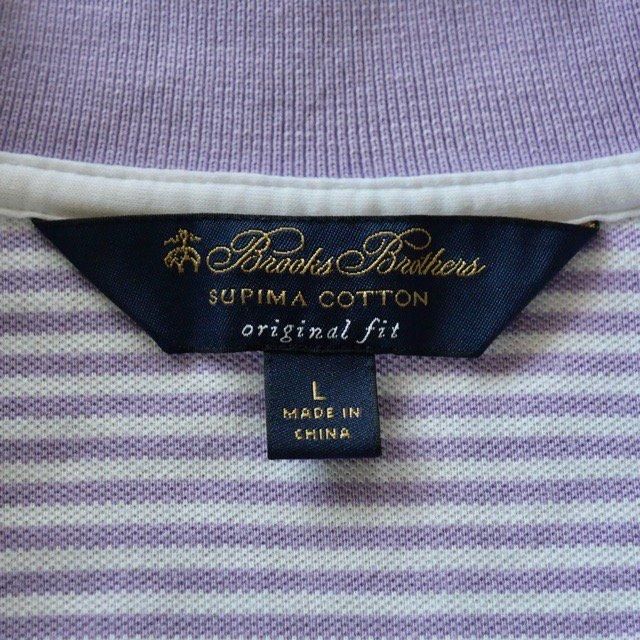 Brooks Brothers
SUPIMA COTTON
original fit
L
MADE IN
CHINA